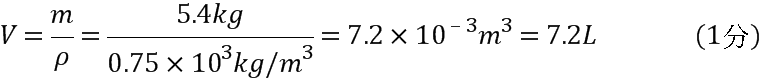 V = m/ρ = 5.4kg/(0.75 × 10³kg/m³) = 7.2 × 10⁻³m³ = 7.2L (1分)